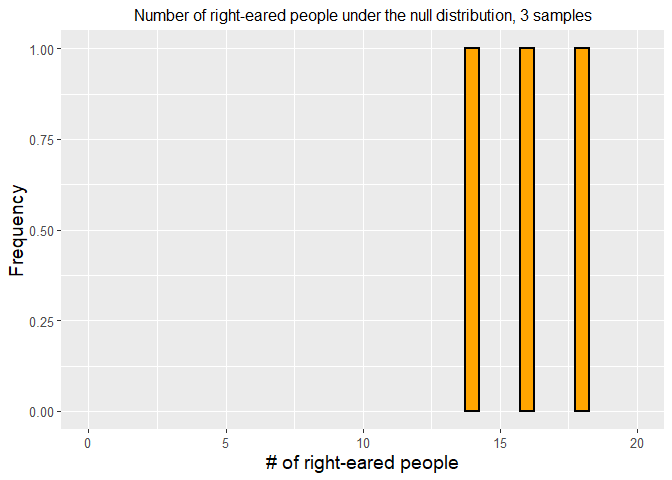 Number of right-eared people under the null distribution, 3 samples
1.00
0.75
0.50
0.25
0.00
Frequency
0 5 10 15 20
# of right-eared people